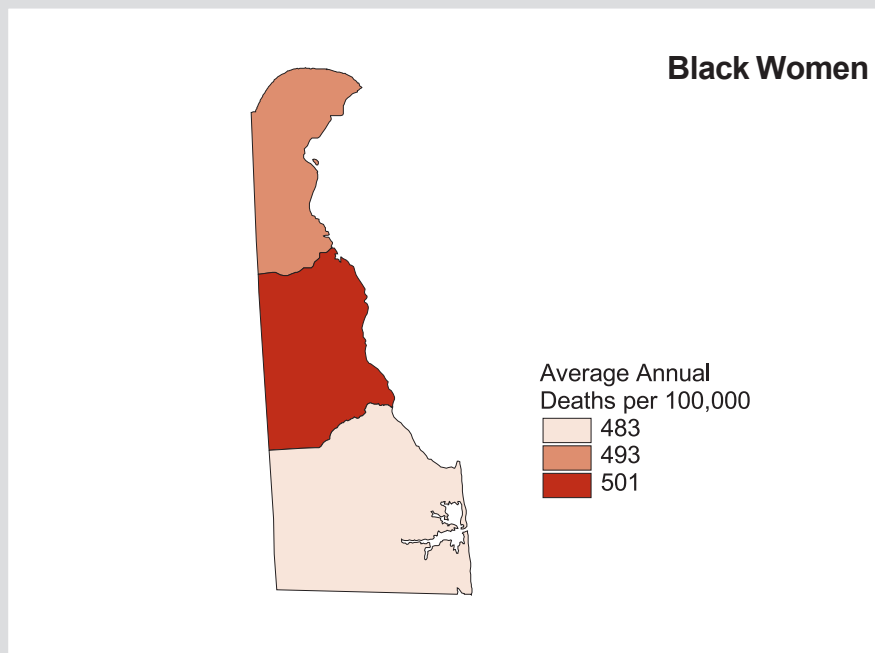 Black Women
Average Annual
Deaths per 100,000
483
493
501